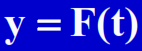 y = F(t)